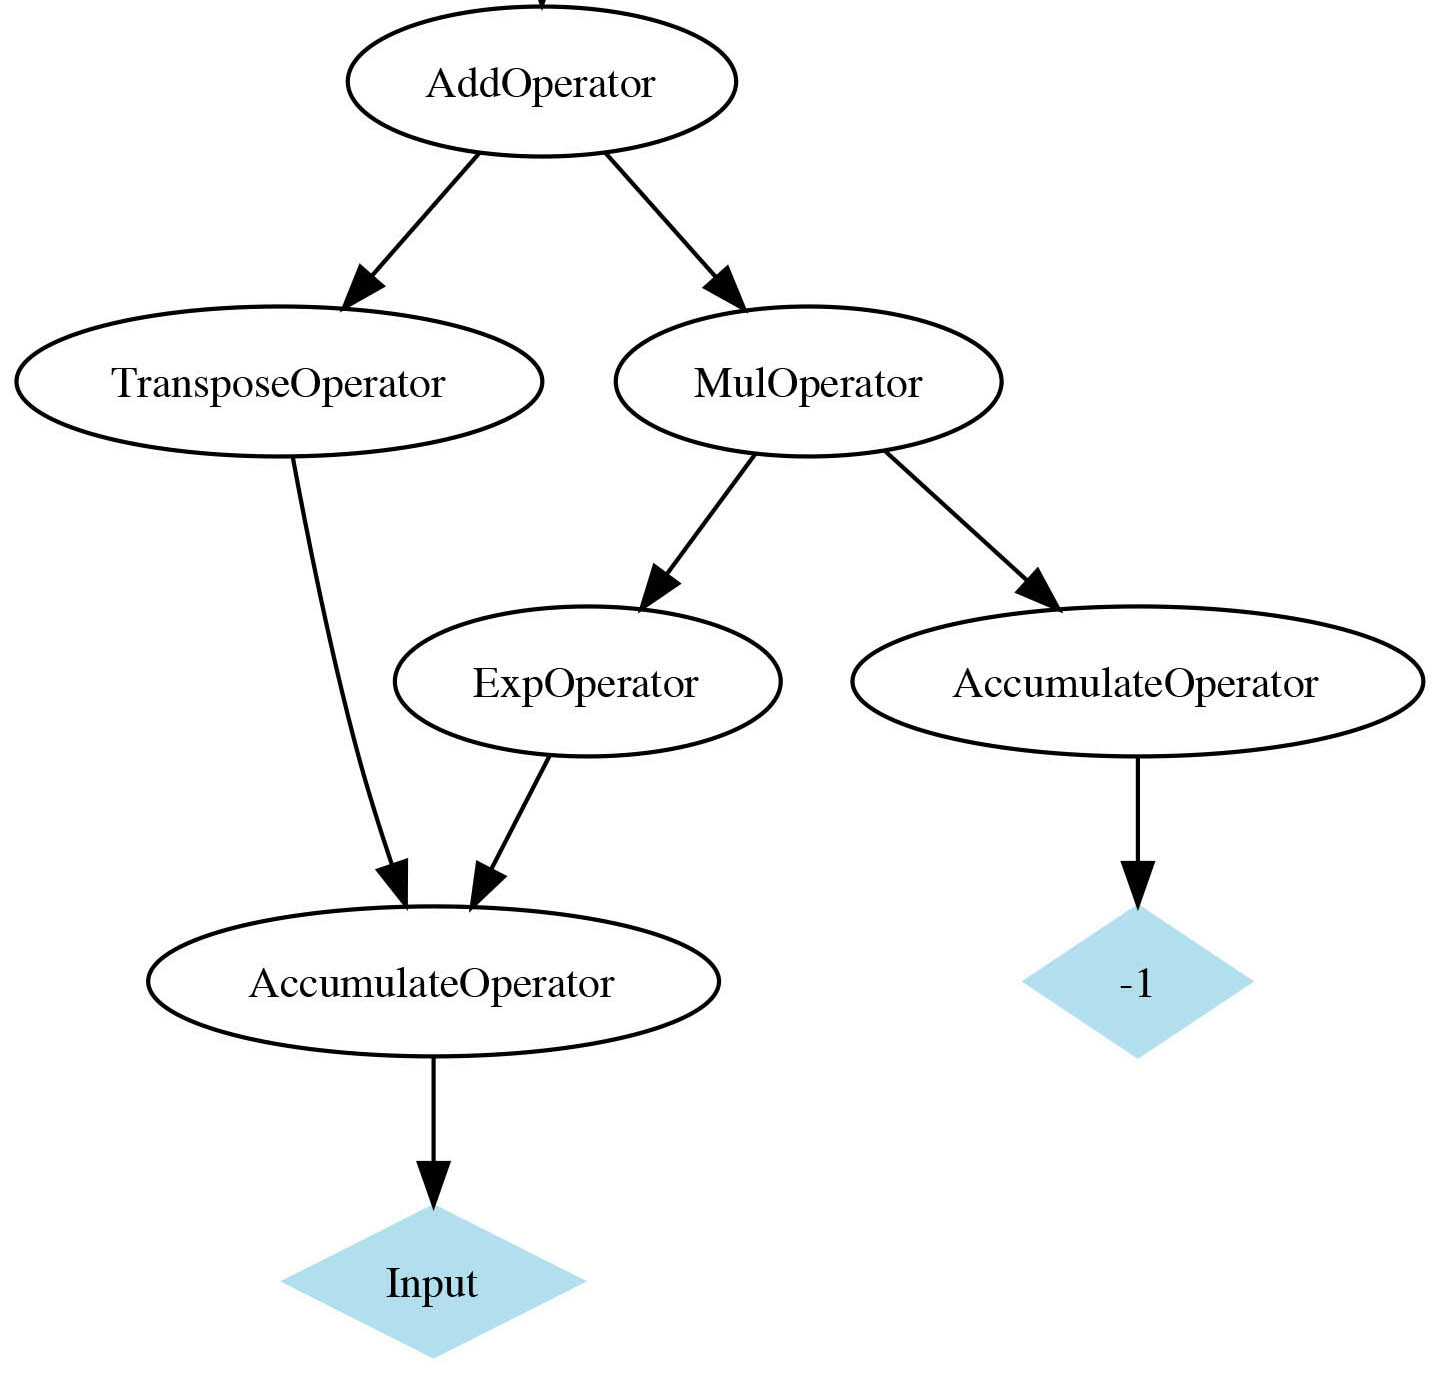 AddOperator
TransposeOperator
MulOperator
ExpOperator
AccumulateOperator
AccumulateOperator
-1
Input